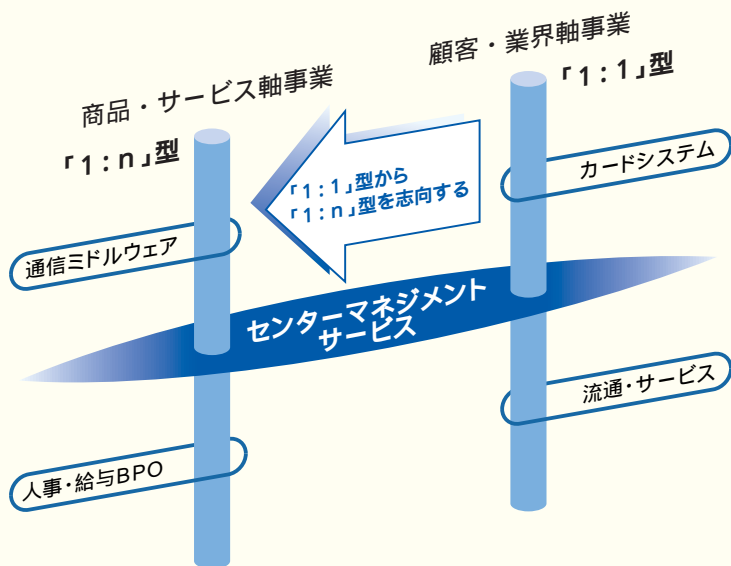 顧客・業界軸事業
「1:1」型
商品・サービス軸事業
「1:n」型
「1:1」型から
「1:n」型を志向する
カードシステム
通信ミドルウェア
センターマネジメント
サービス
流通・サービス
人事・給与BPO